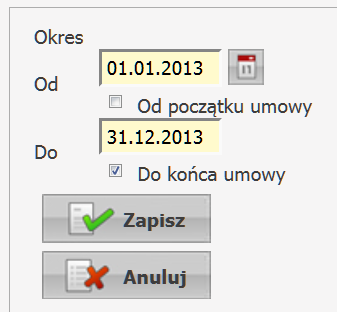 Okres
Od 01.01.2013
Od początku umowy
Do 31.12.2013
Do końca umowy
Zapisz
Anuluj